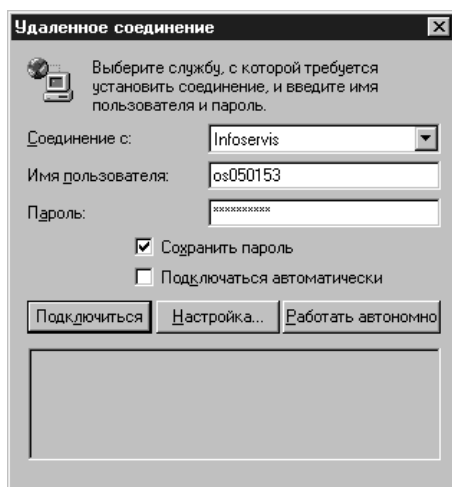 Удаленное соединение
Выберите службу, с которой требуется
установить соединение, и введите имя
пользователя и пароль.
Соединение с:
Infoservis
Имя пользователя:
os050153
Пароль:
××××××××××
Сохранить пароль
Подключаться автоматически
Подключиться
Настройка...
Работать автономно